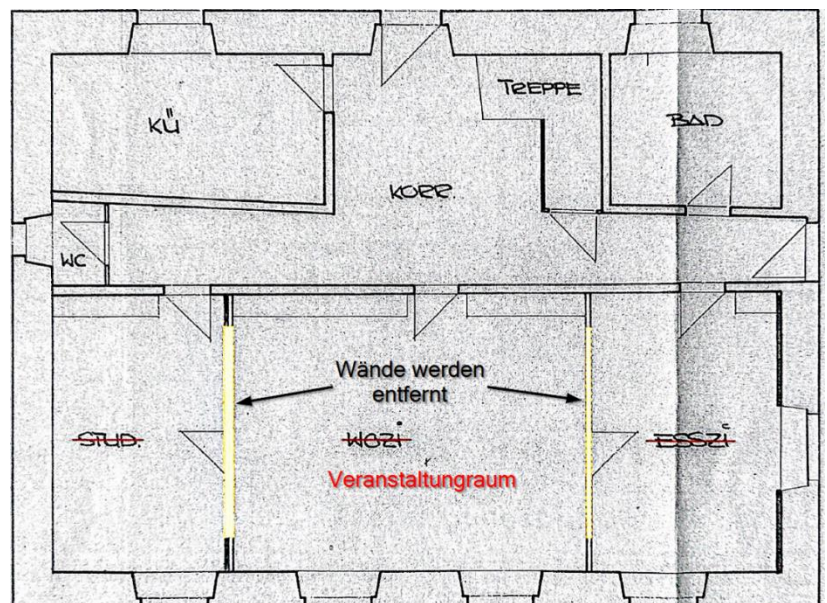 TREPPE
KÜ
BAD
KORR.
WC
Wände werden
entfernt
STUD.
WOZI
ESSZI
Veranstaltungraum